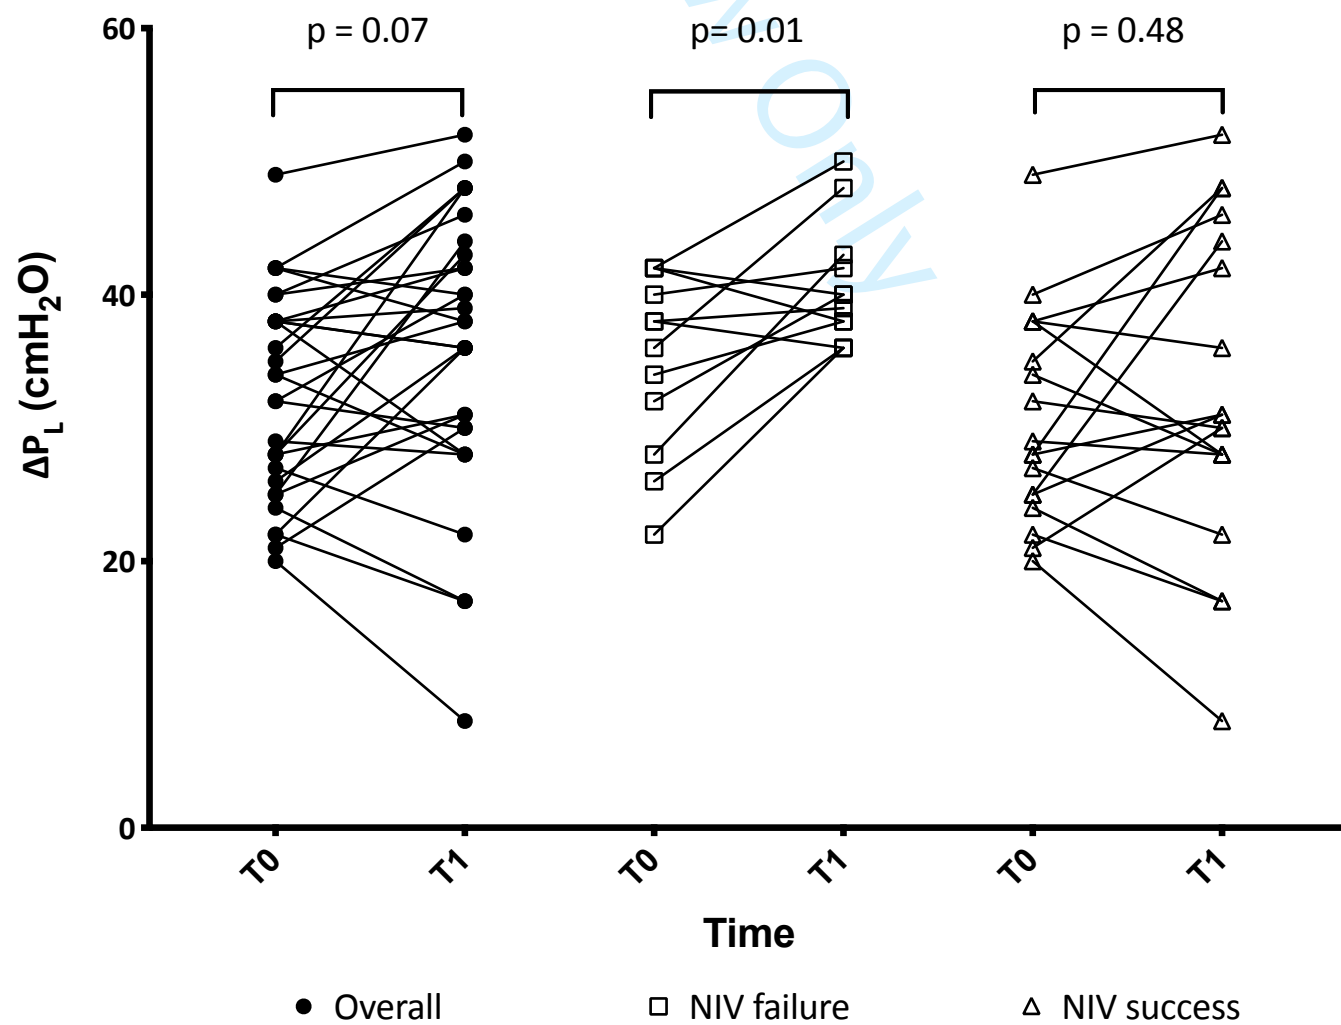 60
p = 0.07
p= 0.01
p = 0.48
Only
40
ΔPL (cmH2O)
20
0
T0
T1
T0
T1
T0
T1
Time
Overall
NIV failure
NIV success